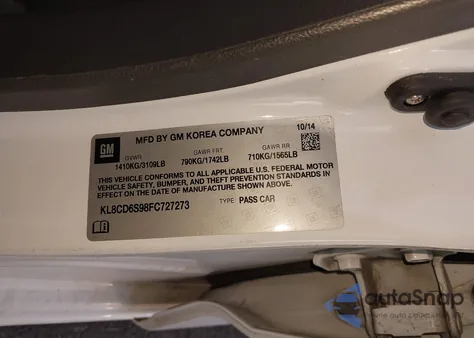 GM
MFD BY GM KOREA COMPANY
10/14
GVWR GAWR FRT GAWR RR
1410KG/3109LB 790KG/1742LB 710KG/1565LB
THIS VEHICLE CONFORMS TO ALL APPLICABLE U.S. FEDERAL MOTOR
VEHICLE SAFETY, BUMPER, AND THEFT PREVENTION STANDARDS IN
EFFECT ON THE DATE OF MANUFACTURE SHOWN ABOVE.
KL8CD6S98FC727273 TYPE: PASS CAR
autoSnap